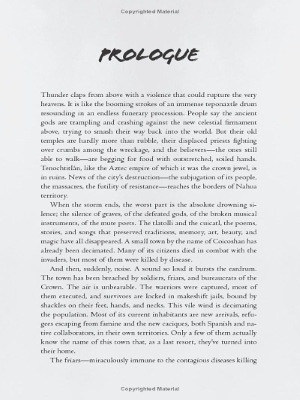 Copyrighted Material
PROLOGUE
Thunder claps from above with a violence that could rupture the very
heavens. It is like the booming strokes of an immense teponaztle drum
resounding in an endless funerary procession. People say the ancient
gods are trampling and crashing against the new celestial firmament
above, trying to smash their way back into the world. But their old
temples are hardly more than rubble, their displaced priests fighting
over crumbs among the wreckage, and the believers—the ones still
able to walk—are begging for food with outstretched, soiled hands.
Tenochtitlán, like the Aztec empire of which it was the crown jewel, is
in ruins. News of the city's destruction—the subjugation of its people,
the massacres, the futility of resistance—reaches the borders of Nahua
territory.
When the storm ends, the worst part is the absolute drowning si-
lence; the silence of graves, of the defeated gods, of the broken musical
instruments, of the mute poets. The tlatolli and the cuicatl, the poems,
stories, and songs that preserved traditions, memory, art, beauty, and
magic have all disappeared. A small town by the name of Coicoshan has
already been decimated. Many of its citizens died in combat with the
invaders, but most of them were killed by disease.
And then, suddenly, noise. A sound so loud it bursts the eardrum.
The town has been breached by soldiers, friars, and bureaucrats of the
Crown. The air is unbearable. The warriors were captured, most of
them executed, and survivors are locked in makeshift jails, bound by
shackles on their feet, hands, and necks. This vile wind is decimating
the population. Most of its current inhabitants are new arrivals, refu-
gees escaping from famine and the new caciques, both Spanish and na-
tive collaborators, in their own territories. Only a few of them actually
know the name of this town that, as a last resort, they've turned into
their home.
The friars—miraculously immune to the contagious diseases killing
Copyrighted Material